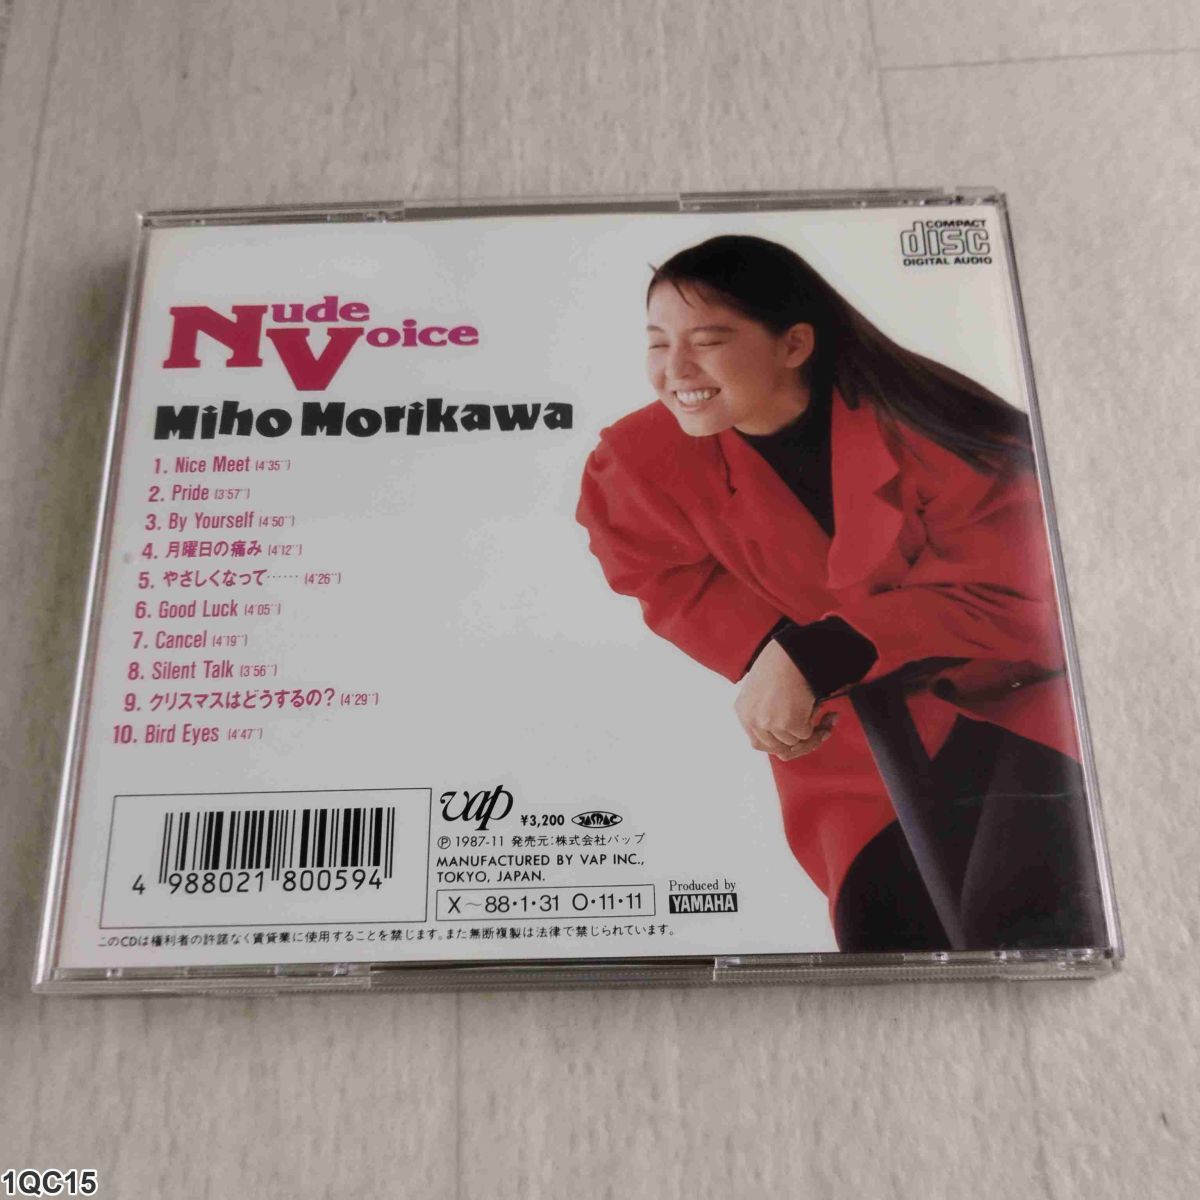 COMPACT
disc
DIGITAL AUDIO
Nude
Voice
Miho Morikawa
1. Nice Meet (4'35'')
2. Pride (3'57'')
3. By Yourself (4'50'')
4. 月曜日の痛み (4'12'')
5. やさしくなって…… (4'26'')
6. Good Luck (4'05'')
7. Cancel (4'19'')
8. Silent Talk (3'56'')
9. クリスマスはどうするの? (4'29'')
10. Bird Eyes (4'47'')
4 988021 800594
vap ¥3,200 JASRAC
Ⓟ 1987-11 発売元:株式会社バップ
MANUFACTURED BY VAP INC.,
TOKYO, JAPAN.
X〜88・1・31 O・11・11
Produced by
YAMAHA
このCDは権利者の許諾なく賃貸業に使用することを禁じます。また無断複製は法律で禁じられています。
1QC15